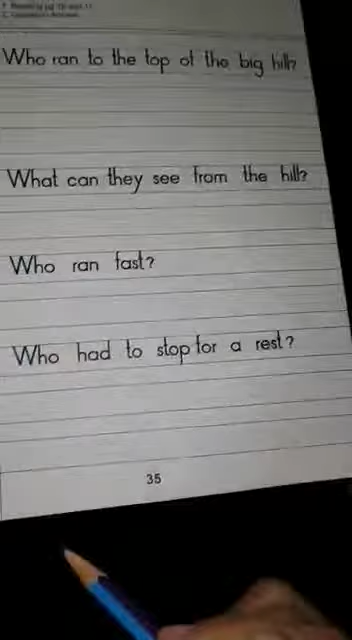 Who ran to the top of the big hill?
What can they see from the hill?
Who ran fast?
Who had to stop for a rest?
35